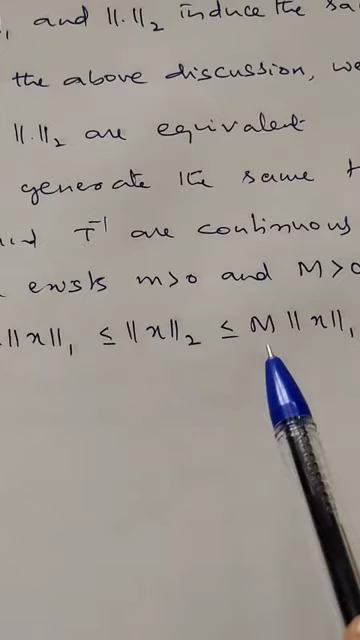 and ||.||₂ induce the
the above discussion, we
||.||₂ are equivalent
generate the same
T⁻¹ are continuous
exists m>0 and M>0
||x||₁ ≤ ||x||₂ ≤ M ||x||₁